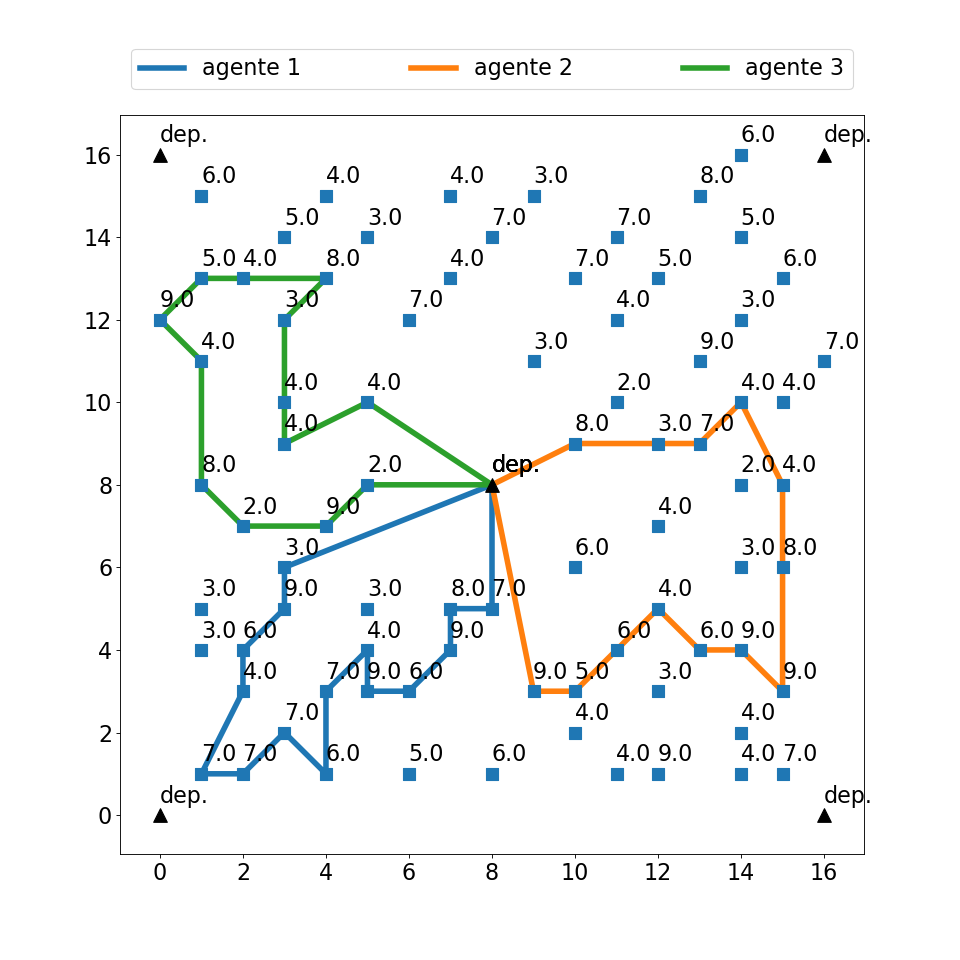 agente 1 agente 2 agente 3
dep. 6.0 dep.
16
6.0 4.0 4.0 3.0 8.0
5.0 3.0 7.0 7.0 5.0
14
5.0 4.0 8.0 4.0 7.0 5.0 6.0
9.0 3.0 7.0 4.0 3.0
12
4.0 3.0 9.0 7.0
4.0 4.0 2.0 4.0 4.0
10
4.0 8.0 3.0 7.0
8.0 2.0 dep. 2.0 4.0
8
2.0 9.0 4.0
3.0 6.0 3.0 8.0
6
3.0 9.0 3.0 8.0 7.0 4.0
3.0 6.0 4.0 9.0 6.0 6.0 9.0
4
4.0 7.0 9.0 6.0 9.0 5.0 3.0 9.0
7.0 4.0 4.0
2
7.0 7.0 6.0 5.0 6.0 4.0 9.0 4.0 7.0
dep. dep.
0
0 2 4 6 8 10 12 14 16